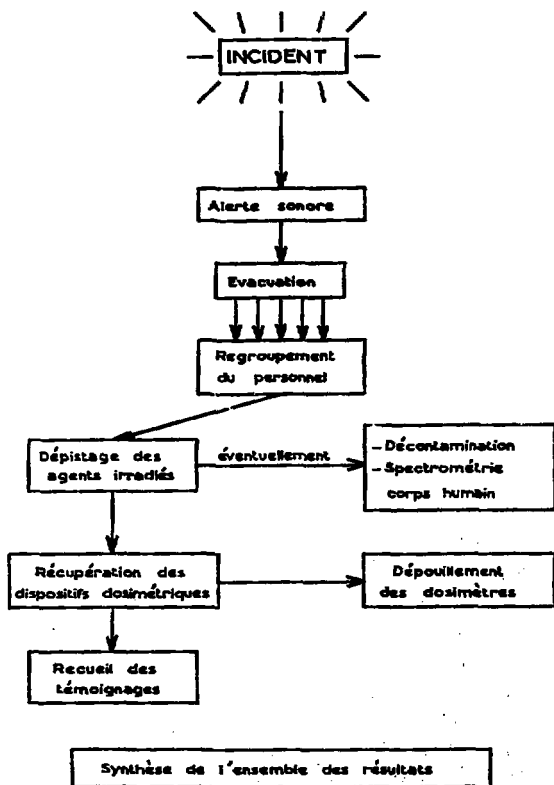 INCIDENT
Alerte sonore
Evacuation
Regroupement
du personnel
Dépistage des
agents irradiés
éventuellement
- Décontamination
- Spectrométrie
corps humain
Récupération des
dispositifs dosimétriques
Dépouillement
des dosimètres
Recueil des
témoignages
Synthèse de l'ensemble des résultats